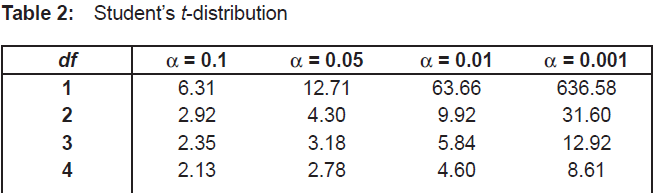 Table 2: Student's t-distribution
df α = 0.1 α = 0.05 α = 0.01 α = 0.001
1 6.31 12.71 63.66 636.58
2 2.92 4.30 9.92 31.60
3 2.35 3.18 5.84 12.92
4 2.13 2.78 4.60 8.61